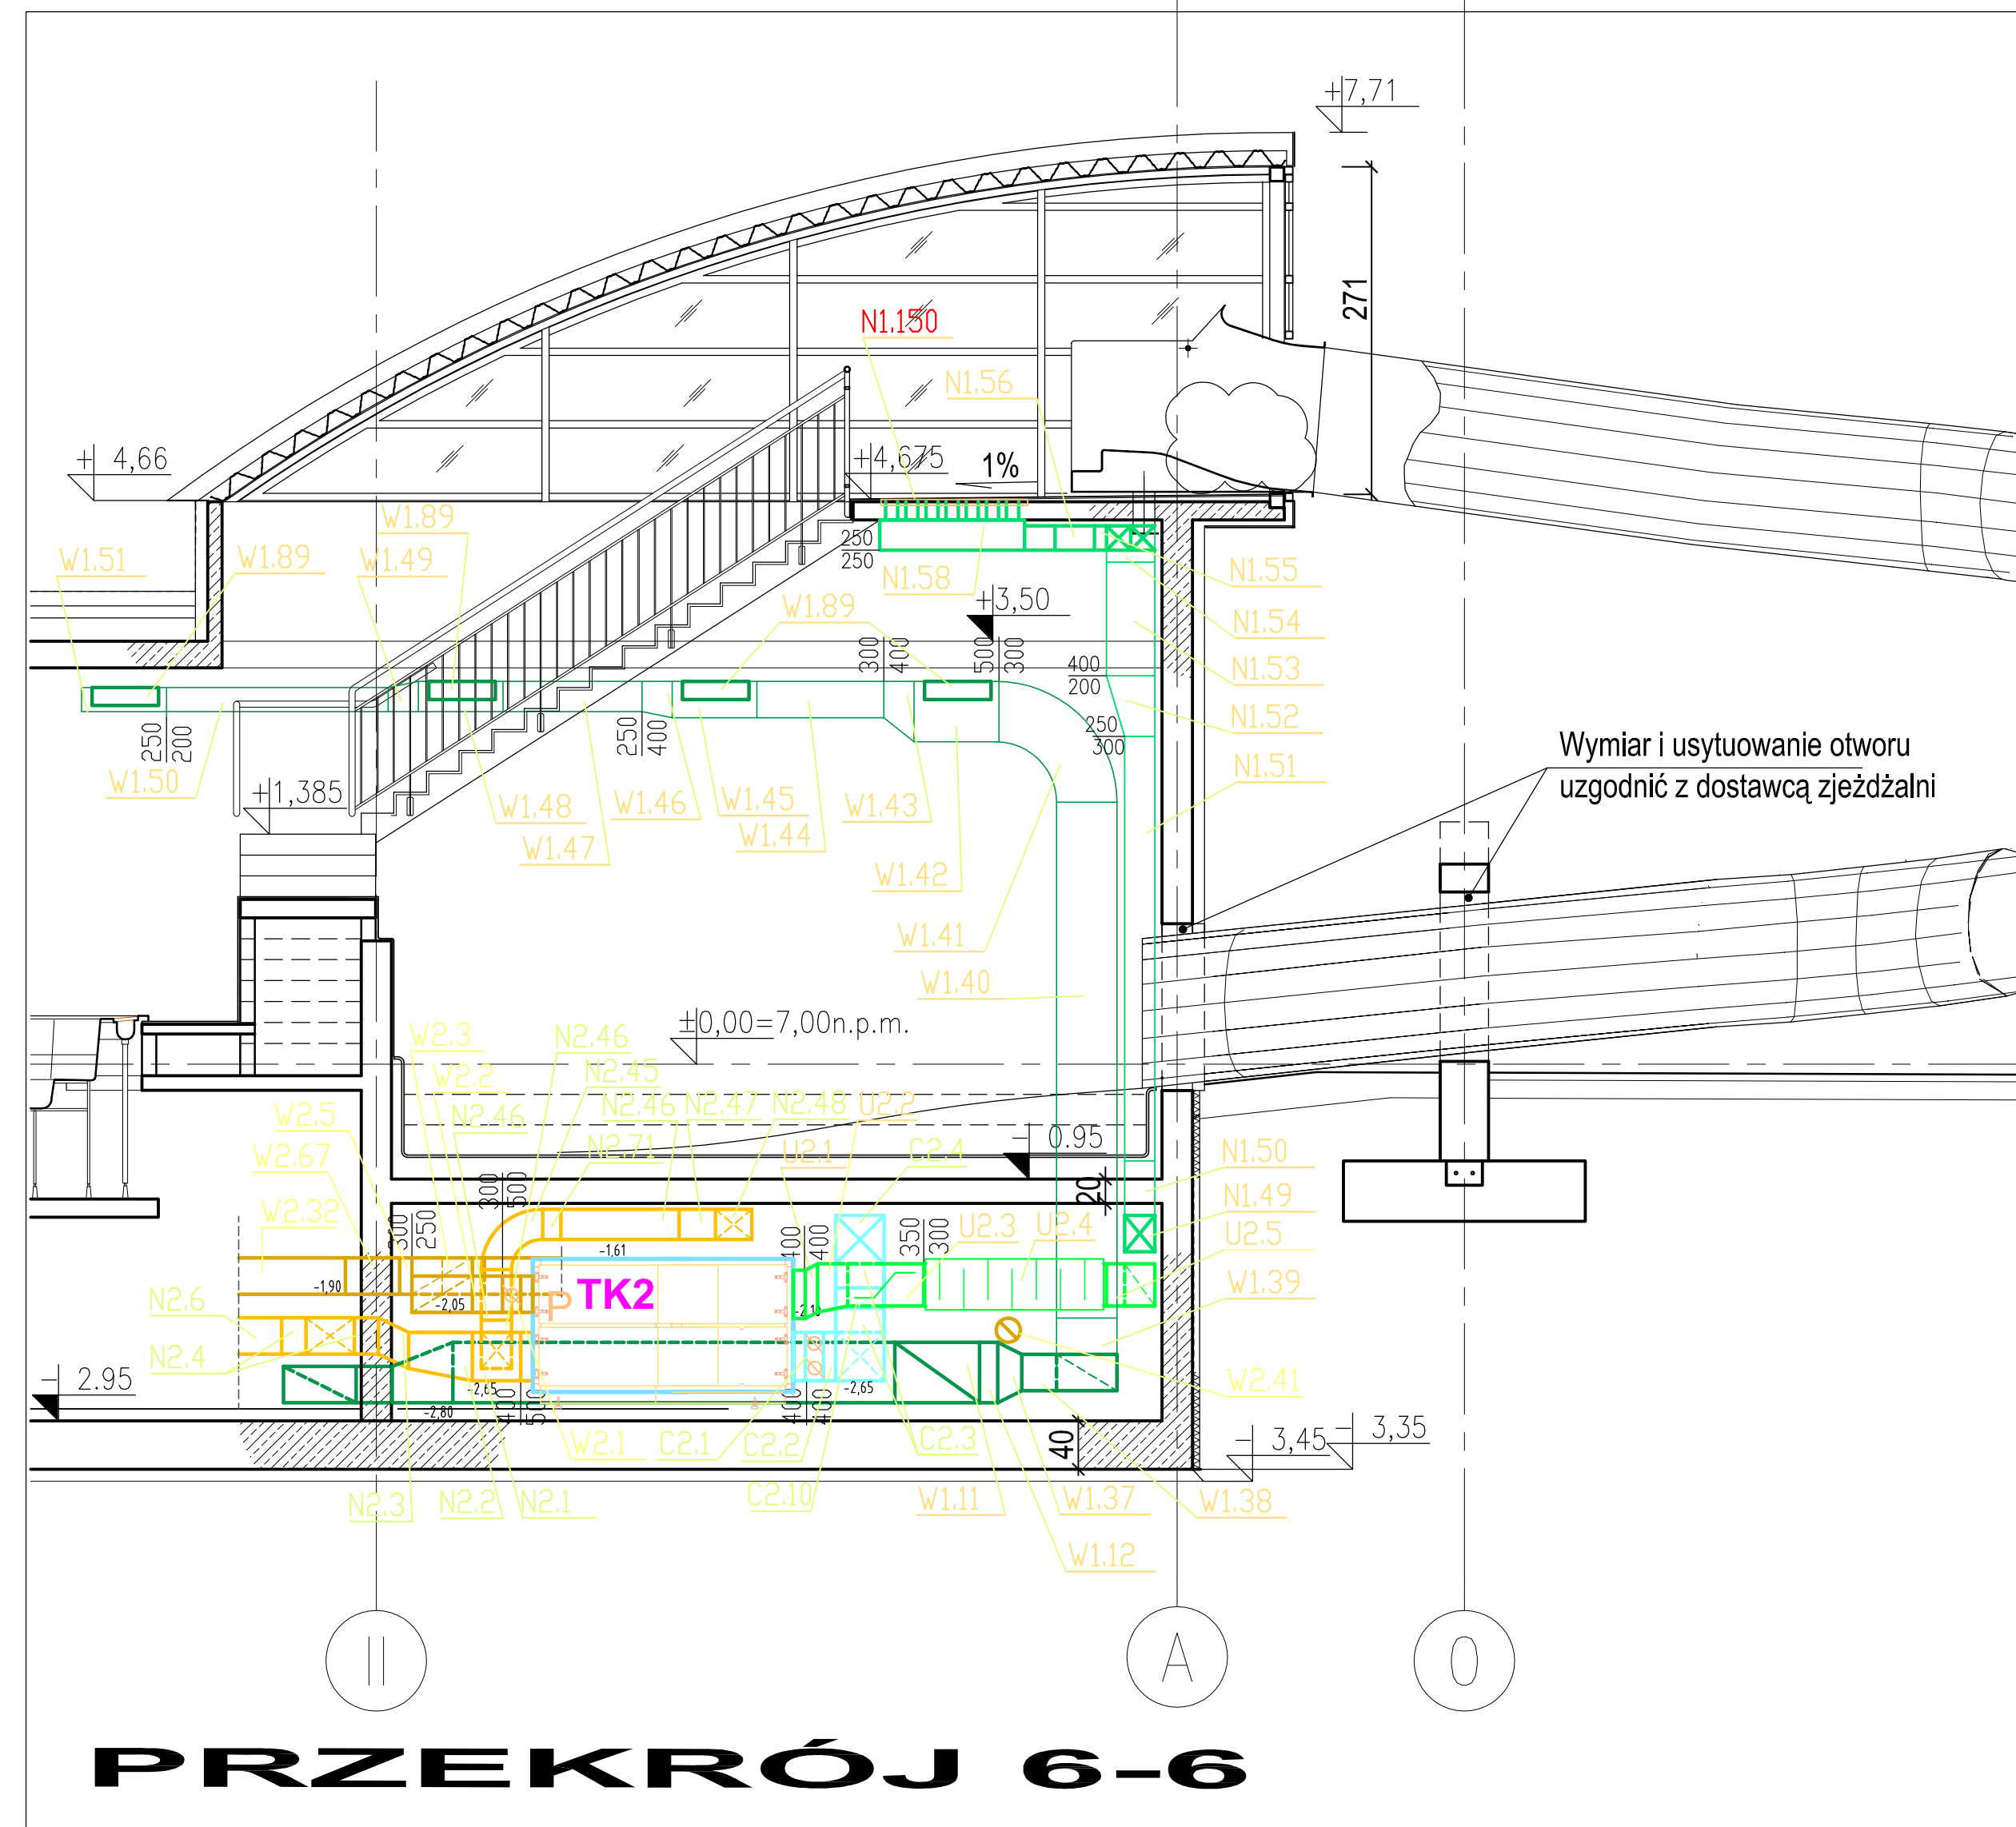 +7,71
271
N1.150
N1.56
+ 4,66
+4,675
1%
W1.89
W1.51
W1.89
W1.49
250
250
N1.58
N1.55
+3,50
W1.89
N1.54
300
400
500
300
400
200
N1.53
N1.52
250
300
250
200
250
400
N1.51
Wymiar i usytuowanie otworu
uzgodnić z dostawcą zjeżdżalni
W1.50
+1,385
W1.48
W1.46
W1.45
W1.43
W1.47
W1.44
W1.42
W1.41
W1.40
±0,00=7,00n.p.m.
W2.3
N2.46
W2.2
N2.45
W2.5
N2.46
N2.46
N2.47
N2.48
U2.2
W2.67
N2.71
U2.1
C2.4
- 0.95
N1.50
300
500
20
N1.49
W2.32
300
250
400
400
350
300
U2.3
U2.4
U2.5
-1,61
-1,90
P
TK2
W1.39
N2.6
-2,05
-2,10
N2.4
- 2.95
-2,65
-2,65
W2.41
-2,80
400
500
400
400
W2.1
C2.1
C2.2
C2.3
40
- 3,45
- 3,35
N2.3
N2.2
N2.1
C2.10
W1.11
W1.37
W1.38
W1.12
II
A
0
PRZEKRÓJ 6-6